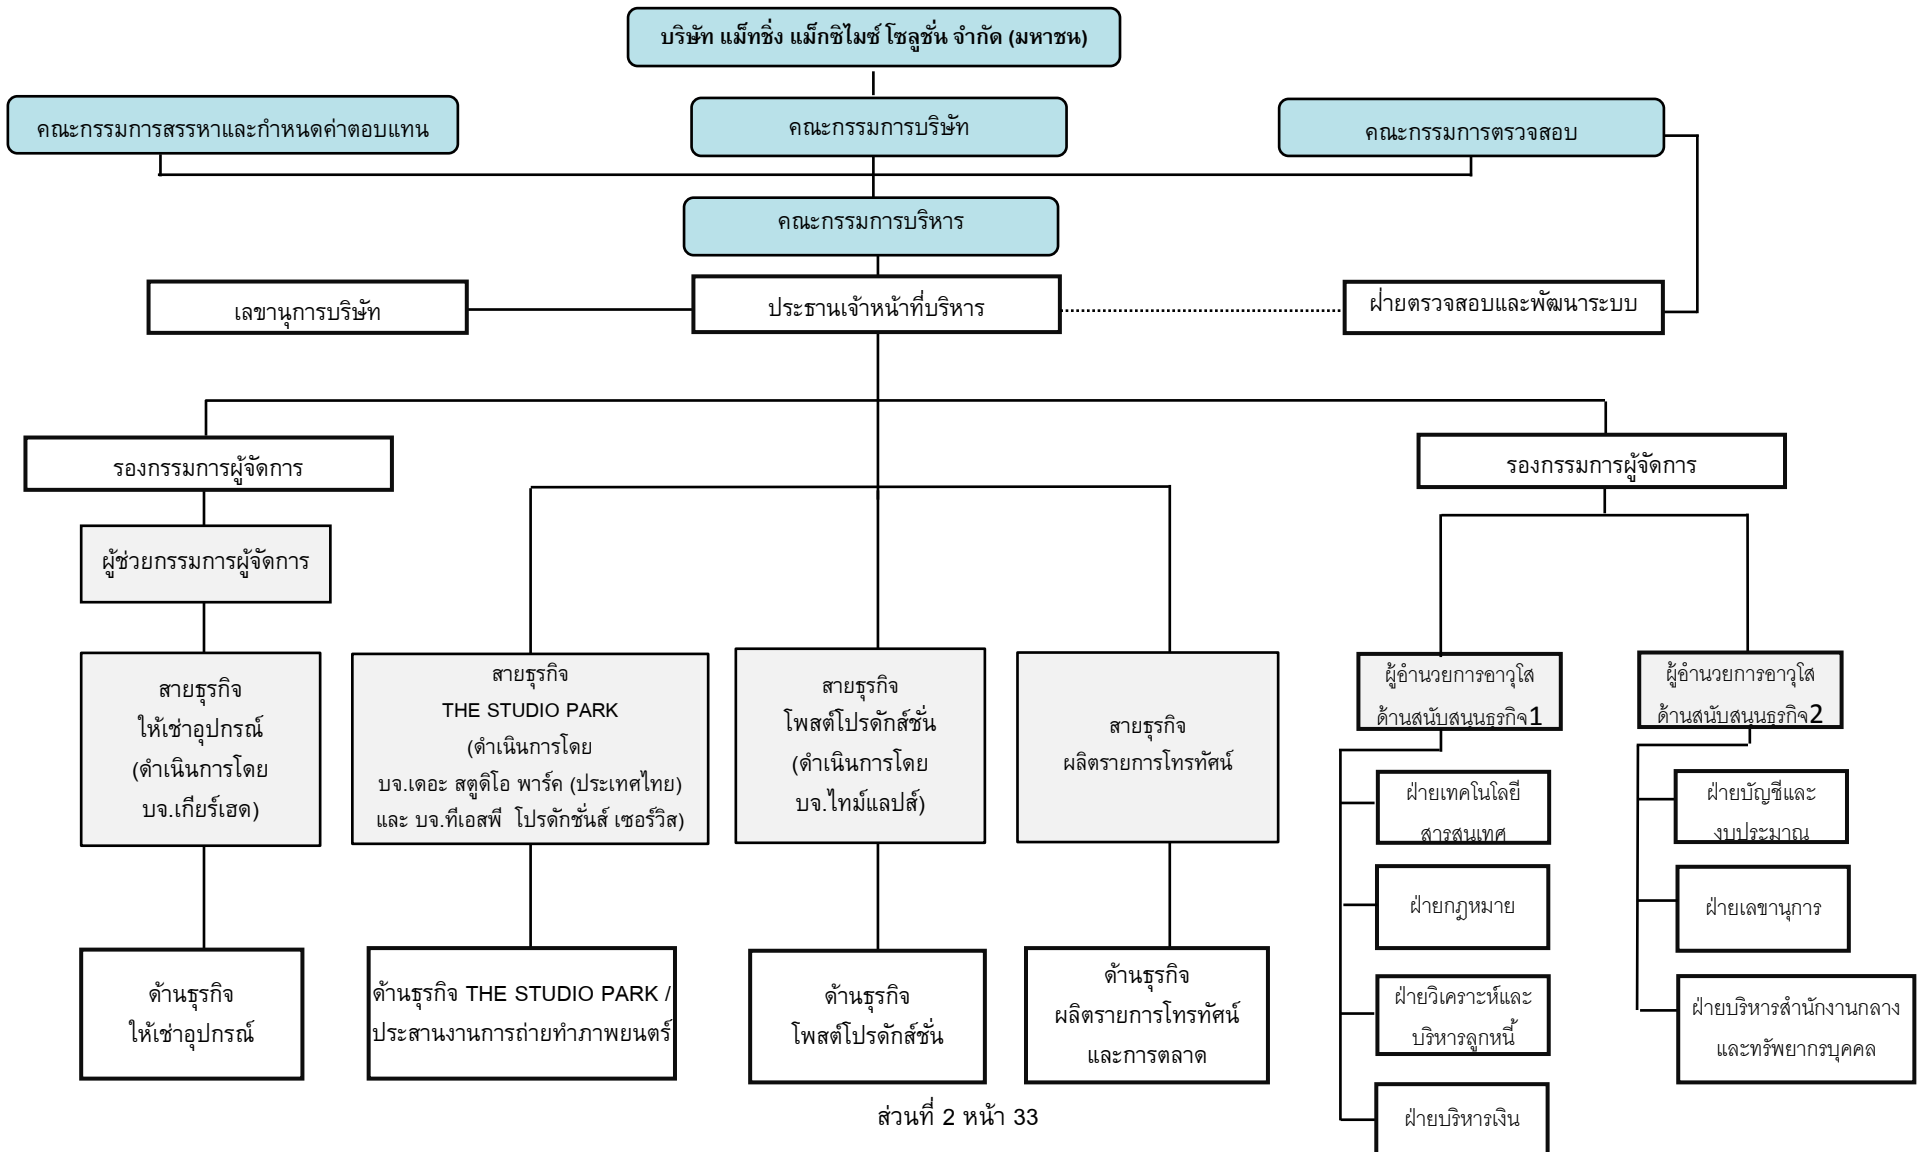 บริษัท แม็ทชิ่ง แม็กซิไมซ์ โซลูชั่น จำกัด (มหาชน)
คณะกรรมการสรรหาและกำหนดค่าตอบแทน
คณะกรรมการบริษัท
คณะกรรมการตรวจสอบ
คณะกรรมการบริหาร
เลขานุการบริษัท
ประธานเจ้าหน้าที่บริหาร
ฝ่ายตรวจสอบและพัฒนาระบบ
รองกรรมการผู้จัดการ
รองกรรมการผู้จัดการ
ผู้ช่วยกรรมการผู้จัดการ
สายธุรกิจ
ให้เช่าอุปกรณ์
(ดำเนินการโดย
บจ.เกียร์เฮด)
สายธุรกิจ
THE STUDIO PARK
(ดำเนินการโดย
บจ.เดอะ สตูดิโอ พาร์ค (ประเทศไทย)
และ บจ.ทีเอสพี โปรดักชั่นส์ เซอร์วิส)
สายธุรกิจ
โพสต์โปรดักส์ชั่น
(ดำเนินการโดย
บจ.ไทม์แลปส์)
สายธุรกิจ
ผลิตรายการโทรทัศน์
ผู้อำนวยการอาวุโส
ด้านสนับสนุนธุรกิจ1
ผู้อำนวยการอาวุโส
ด้านสนับสนุนธุรกิจ2
ฝ่ายเทคโนโลยี
สารสนเทศ
ฝ่ายบัญชีและ
งบประมาณ
ฝ่ายกฎหมาย
ฝ่ายเลขานุการ
ด้านธุรกิจ
ให้เช่าอุปกรณ์
ด้านธุรกิจ THE STUDIO PARK /
ประสานงานการถ่ายทำภาพยนตร์
ด้านธุรกิจ
โพสต์โปรดักส์ชั่น
ด้านธุรกิจ
ผลิตรายการโทรทัศน์
และการตลาด
ฝ่ายวิเคราะห์และ
บริหารลูกหนี้
ฝ่ายบริหารสำนักงานกลาง
และทรัพยากรบุคคล
ฝ่ายบริหารเงิน
ส่วนที่ 2 หน้า 33